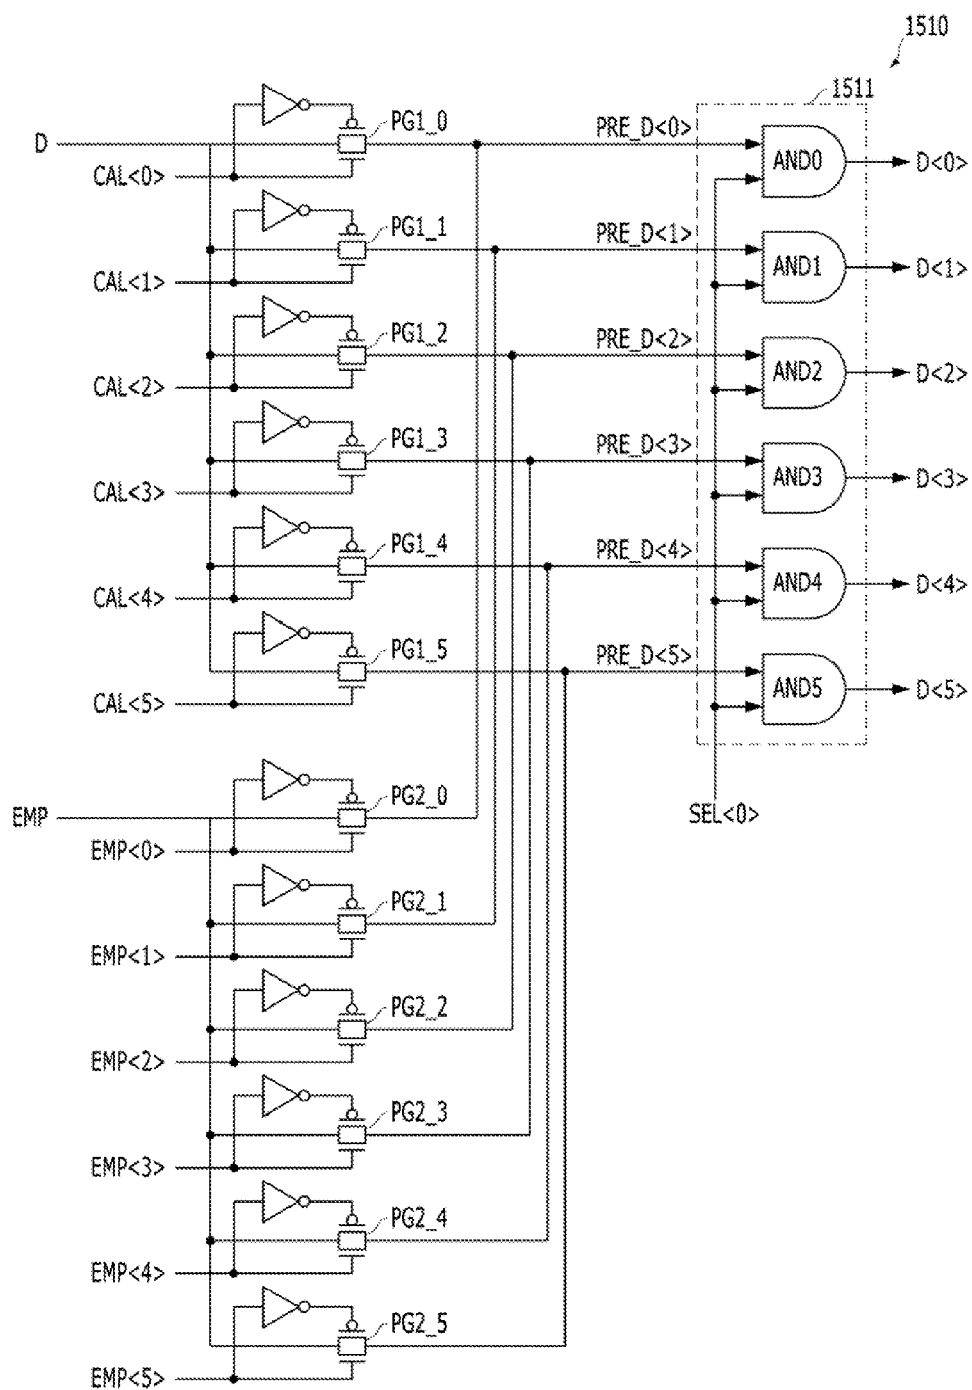 1510
1511
D
PG1_0
PRE_D<0>
AND0
D<0>
CAL<0>
PG1_1
PRE_D<1>
AND1
D<1>
CAL<1>
PG1_2
PRE_D<2>
AND2
D<2>
CAL<2>
PG1_3
PRE_D<3>
AND3
D<3>
CAL<3>
PG1_4
PRE_D<4>
AND4
D<4>
CAL<4>
PG1_5
PRE_D<5>
AND5
D<5>
CAL<5>
SEL<0>
EMP
PG2_0
EMP<0>
PG2_1
EMP<1>
PG2_2
EMP<2>
PG2_3
EMP<3>
PG2_4
EMP<4>
PG2_5
EMP<5>